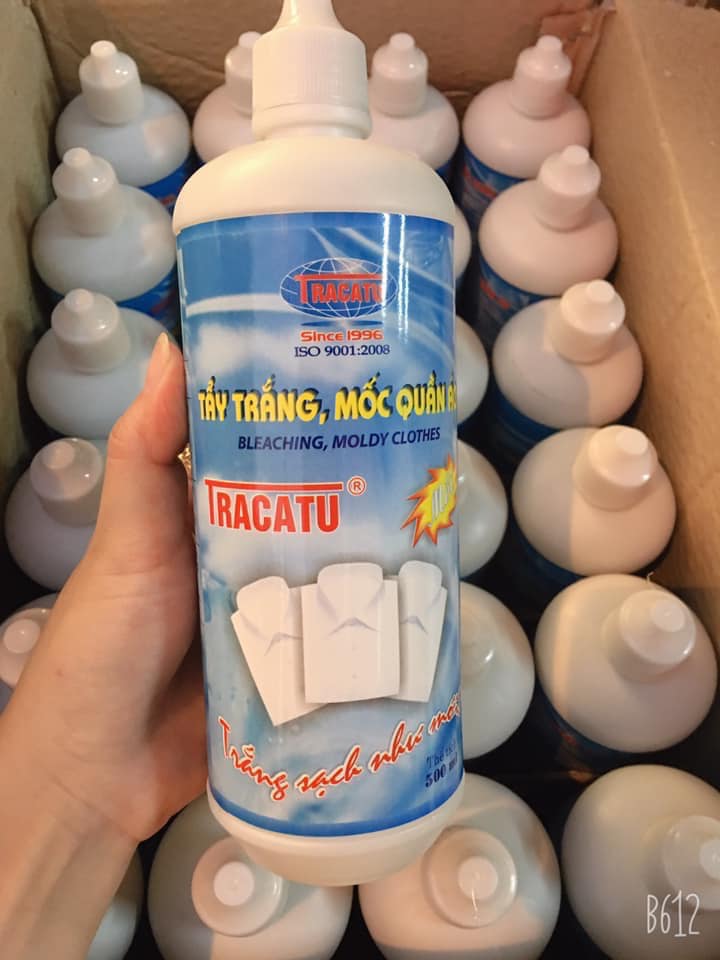 TRACATU
Since 1996
ISO 9001:2008
TẨY TRẮNG, MỐC QUẦN
BLEACHING, MOLDY CLOTHES
TRACATU®
Trắng sạch như mới
500 ml
B612